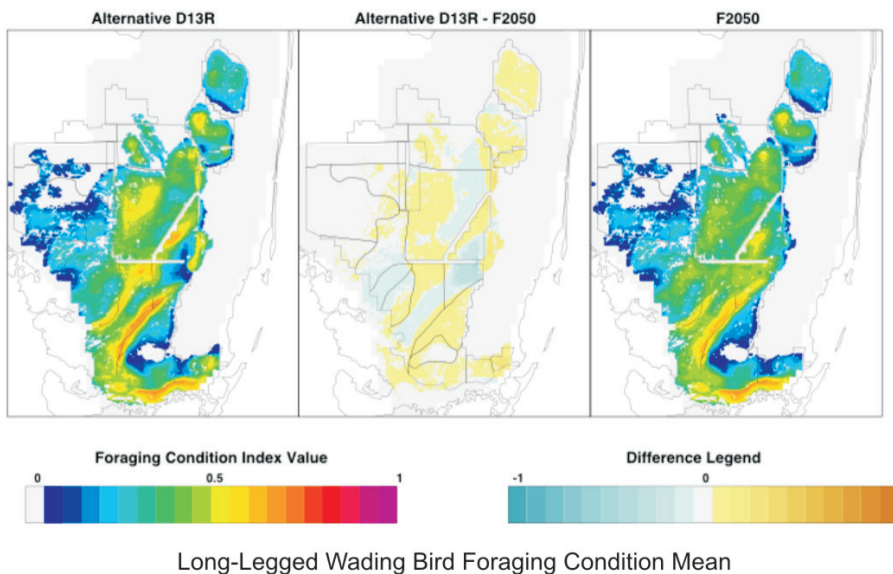 Alternative D13R
Alternative D13R - F2050
F2050
Foraging Condition Index Value
0
0.5
1
Difference Legend
-1
0
Long-Legged Wading Bird Foraging Condition Mean